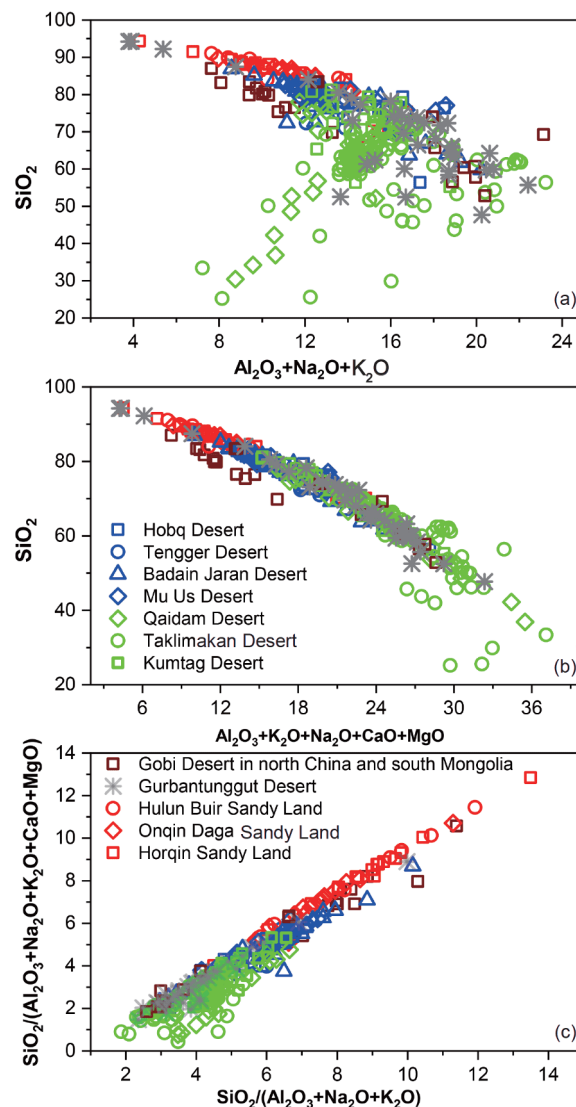 100
90
80
70
60
50
40
30
20
SiO₂
4 8 12 16 20 24
(a)
Al₂O₃+Na₂O+K₂O
100
80
60
40
20
SiO₂
Hobq Desert
Tengger Desert
Badain Jaran Desert
Mu Us Desert
Qaidam Desert
Taklimakan Desert
Kumtag Desert
(b)
6 12 18 24 30 36
Al₂O₃+K₂O+Na₂O+CaO+MgO
14
12
10
8
6
4
2
0
SiO₂/(Al₂O₃+Na₂O+K₂O+CaO+MgO)
Gobi Desert in north China and south Mongolia
Gurbantunggut Desert
Hulun Buir Sandy Land
Onqin Daga Sandy Land
Horqin Sandy Land
(c)
2 4 6 8 10 12 14
SiO₂/(Al₂O₃+Na₂O+K₂O)